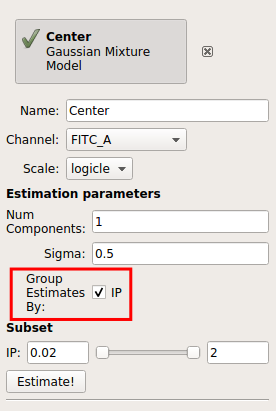 Center
Gaussian Mixture
Model
Name: Center
Channel: FITC_A
Scale: logicle
Estimation parameters
Num
Components: 1
Sigma: 0.5
Group
Estimates
By: IP
Subset
IP: 0.02 2
Estimate!